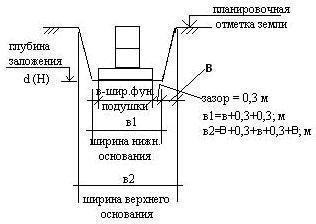 планировочная
отметка земли
глубина
заложения
d (H)
B
в-шир.фун.
подушки
зазор = 0,3 м
в1
в1=в+0,3+0,3; м
ширина нижн.
основания
в2=B+0,3+в+0,3+B; м
в2
ширина верхнего
основания